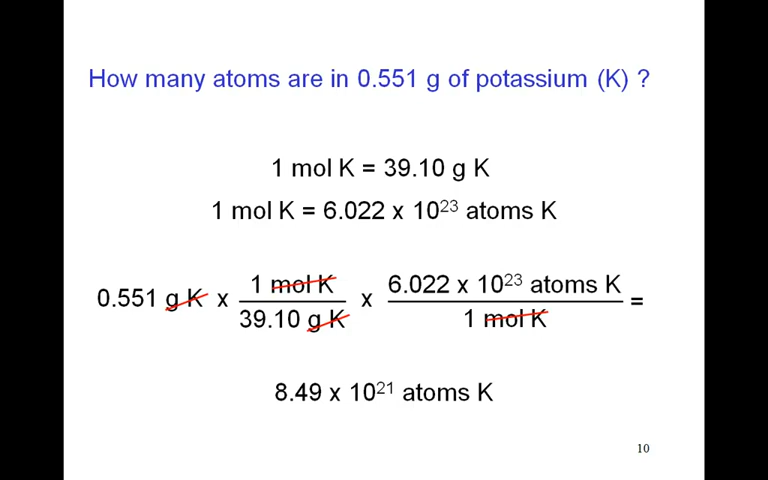 How many atoms are in 0.551 g of potassium (K) ?
1 mol K = 39.10 g K
1 mol K = 6.022 x 10²³ atoms K
0.551 g K x 1 mol K / 39.10 g K x 6.022 x 10²³ atoms K / 1 mol K =
8.49 x 10²¹ atoms K
10